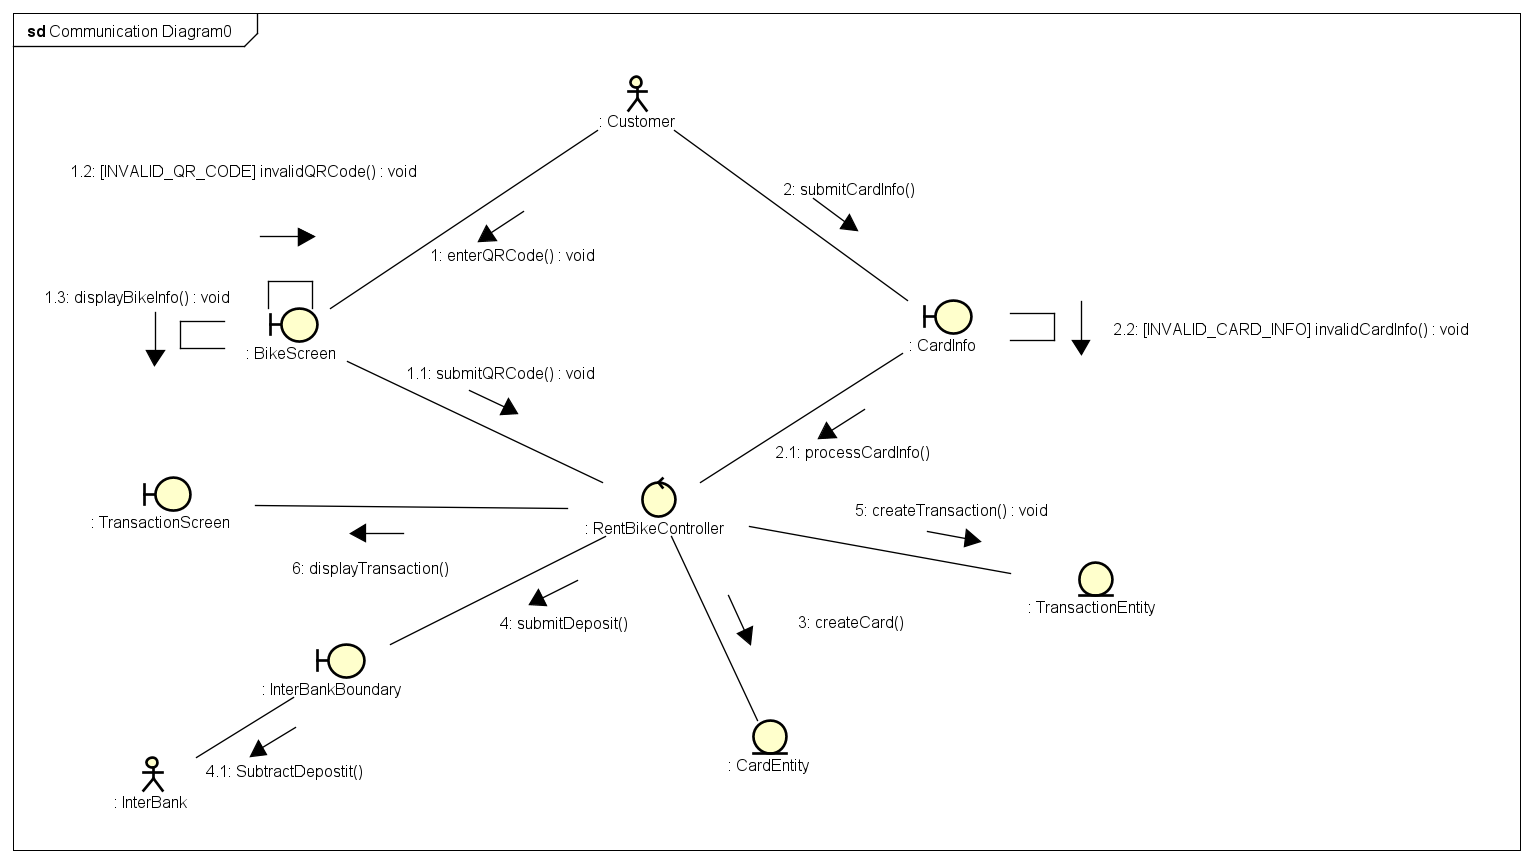 sd Communication Diagram0
: Customer
1.2: [INVALID_QR_CODE] invalidQRCode() : void
2: submitCardInfo()
1: enterQRCode() : void
1.3: displayBikeInfo() : void
2.2: [INVALID_CARD_INFO] invalidCardInfo() : void
: BikeScreen
: CardInfo
1.1: submitQRCode() : void
2.1: processCardInfo()
5: createTransaction() : void
: TransactionScreen
: RentBikeController
6: displayTransaction()
: TransactionEntity
4: submitDeposit()
3: createCard()
: InterBankBoundary
: CardEntity
4.1: SubtractDepostit()
: InterBank